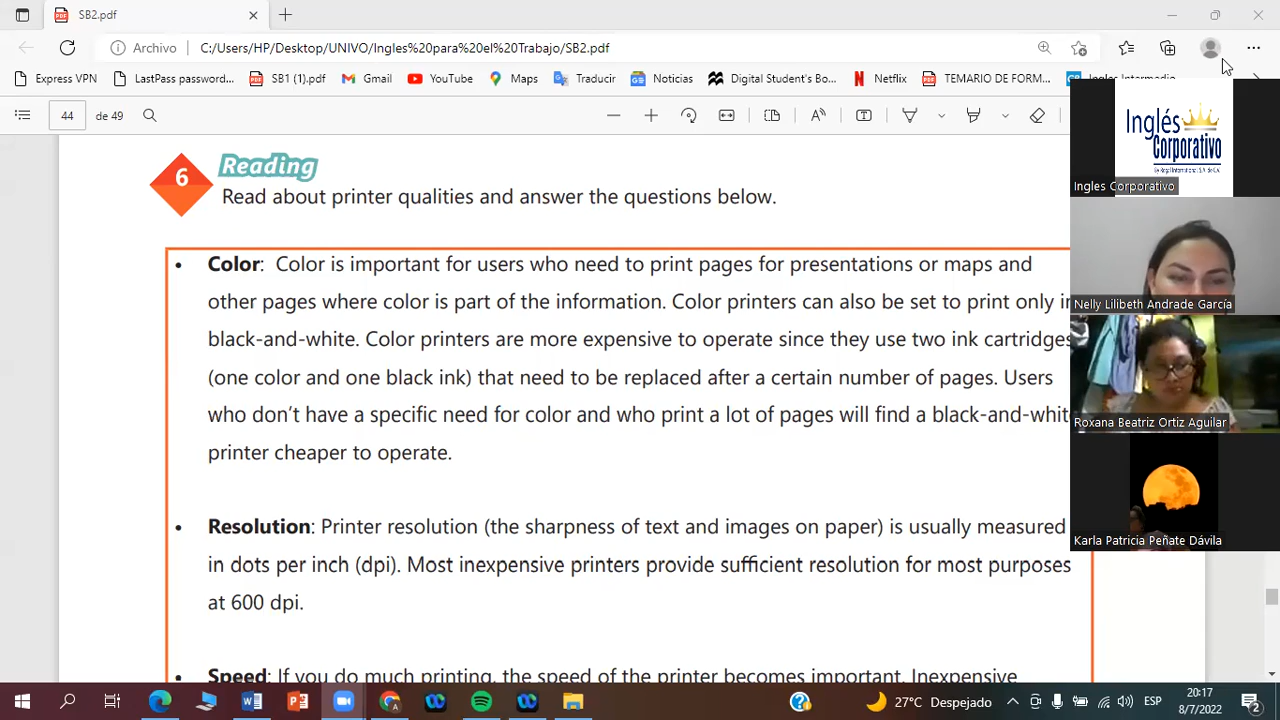 SB2.pdf
Archivo C:/Users/HP/Desktop/UNIVO/Ingles%20para%20el%20Trabajo/SB2.pdf
Express VPN LastPass password... SB1 (1).pdf Gmail YouTube Maps Traducir Noticias Digital Student's Bo... Netflix TEMARIO DE FORM... Ingles Intermedio
44 de 49
6 Reading
Read about printer qualities and answer the questions below.
• Color: Color is important for users who need to print pages for presentations or maps and
other pages where color is part of the information. Color printers can also be set to print only in
black-and-white. Color printers are more expensive to operate since they use two ink cartridges
(one color and one black ink) that need to be replaced after a certain number of pages. Users
who don't have a specific need for color and who print a lot of pages will find a black-and-whit
printer cheaper to operate.
• Resolution: Printer resolution (the sharpness of text and images on paper) is usually measured
in dots per inch (dpi). Most inexpensive printers provide sufficient resolution for most purposes
at 600 dpi.
• Speed: If you do much printing, the speed of the printer becomes important. Inexpensive
Inglés
Corporativo
by Regal International S.A. de C.V.
Ingles Corporativo
Nelly Lilibeth Andrade García
Roxana Beatriz Ortiz Aguilar
Karla Patricia Peñate Dávila
27°C Despejado ESP 20:17
8/7/2022
2